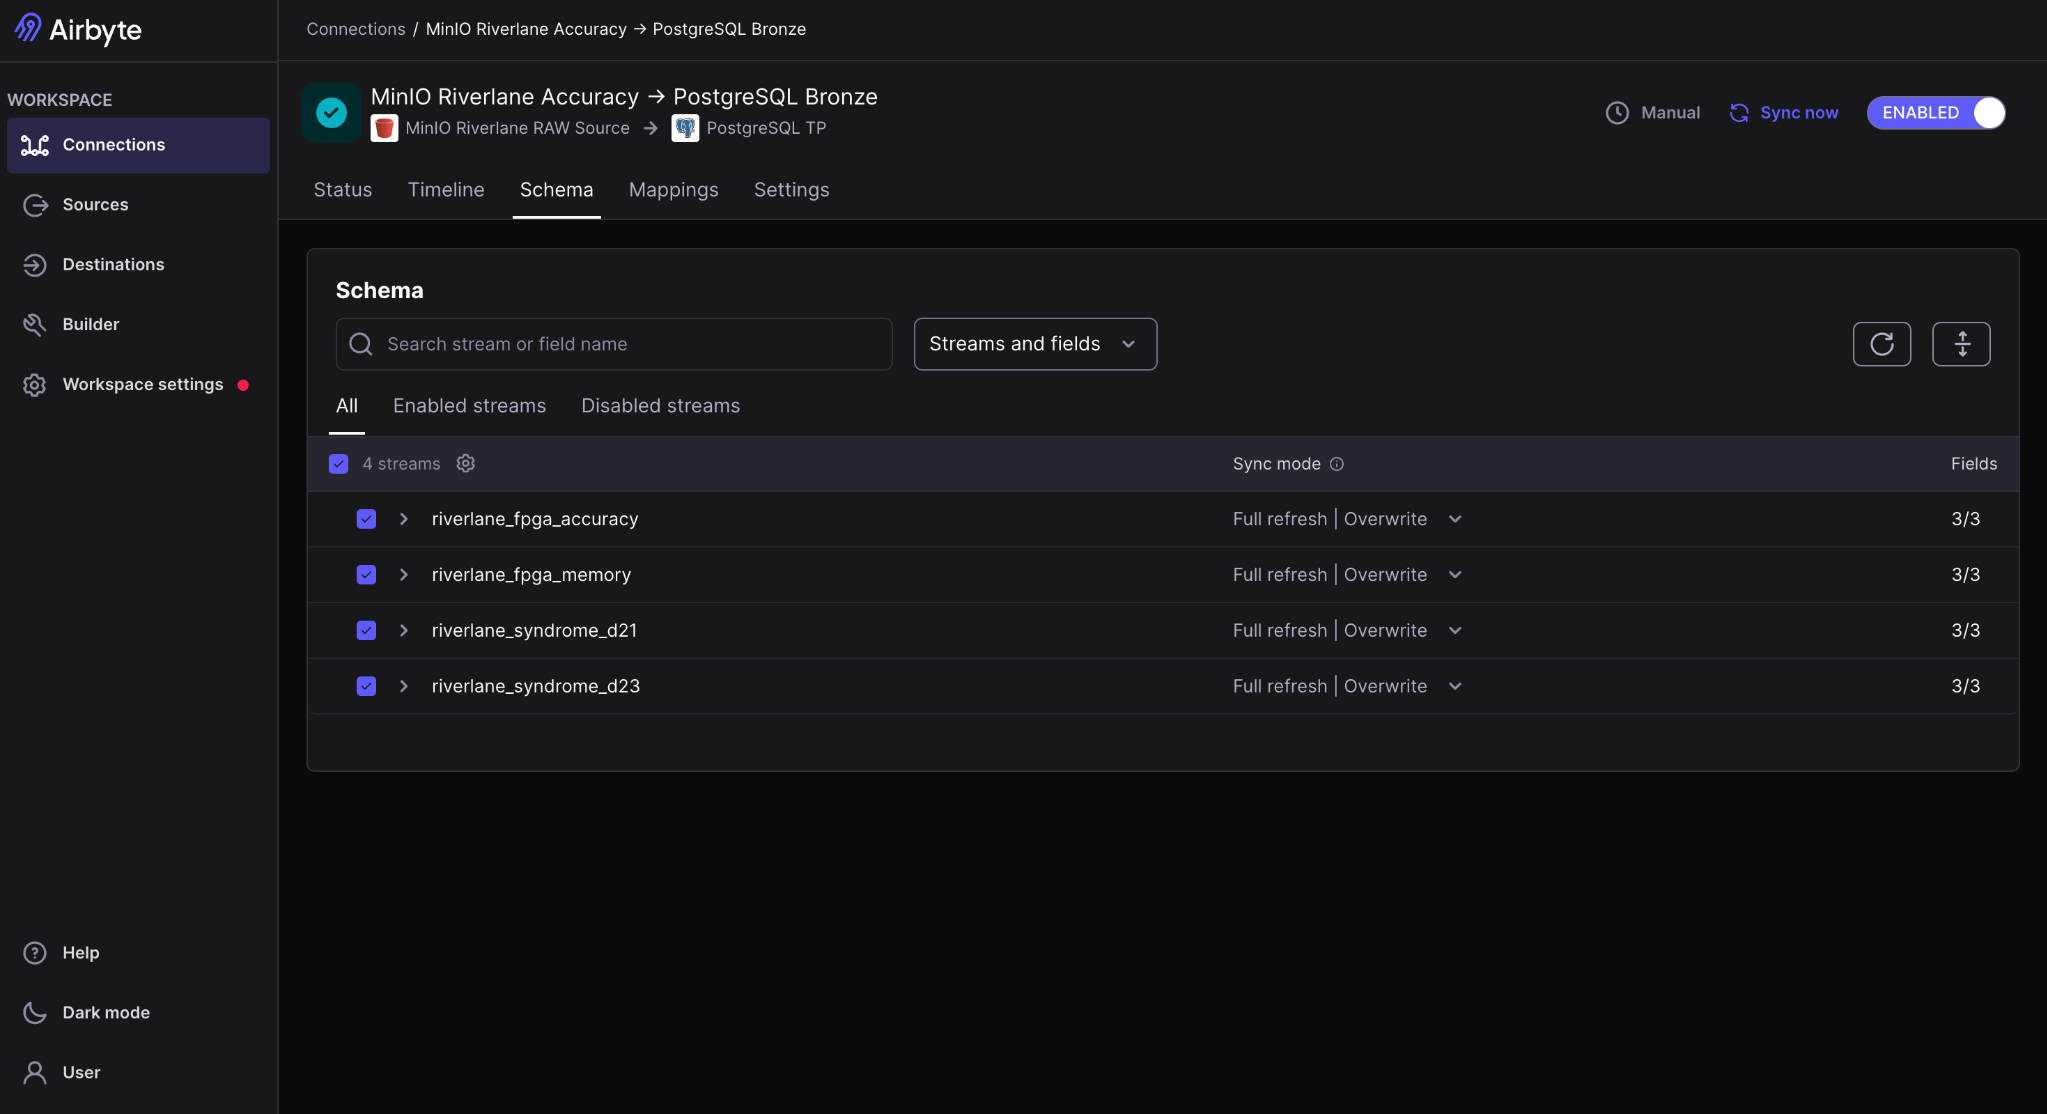 Airbyte
WORKSPACE
Connections
Sources
Destinations
Builder
Workspace settings
Help
Dark mode
User
Connections / MinIO Riverlane Accuracy → PostgreSQL Bronze
MinIO Riverlane Accuracy → PostgreSQL Bronze
MinIO Riverlane RAW Source → PostgreSQL TP
Manual Sync now ENABLED
Status Timeline Schema Mappings Settings
Schema
Search stream or field name Streams and fields
All Enabled streams Disabled streams
4 streams Sync mode Fields
riverlane_fpga_accuracy Full refresh | Overwrite 3/3
riverlane_fpga_memory Full refresh | Overwrite 3/3
riverlane_syndrome_d21 Full refresh | Overwrite 3/3
riverlane_syndrome_d23 Full refresh | Overwrite 3/3